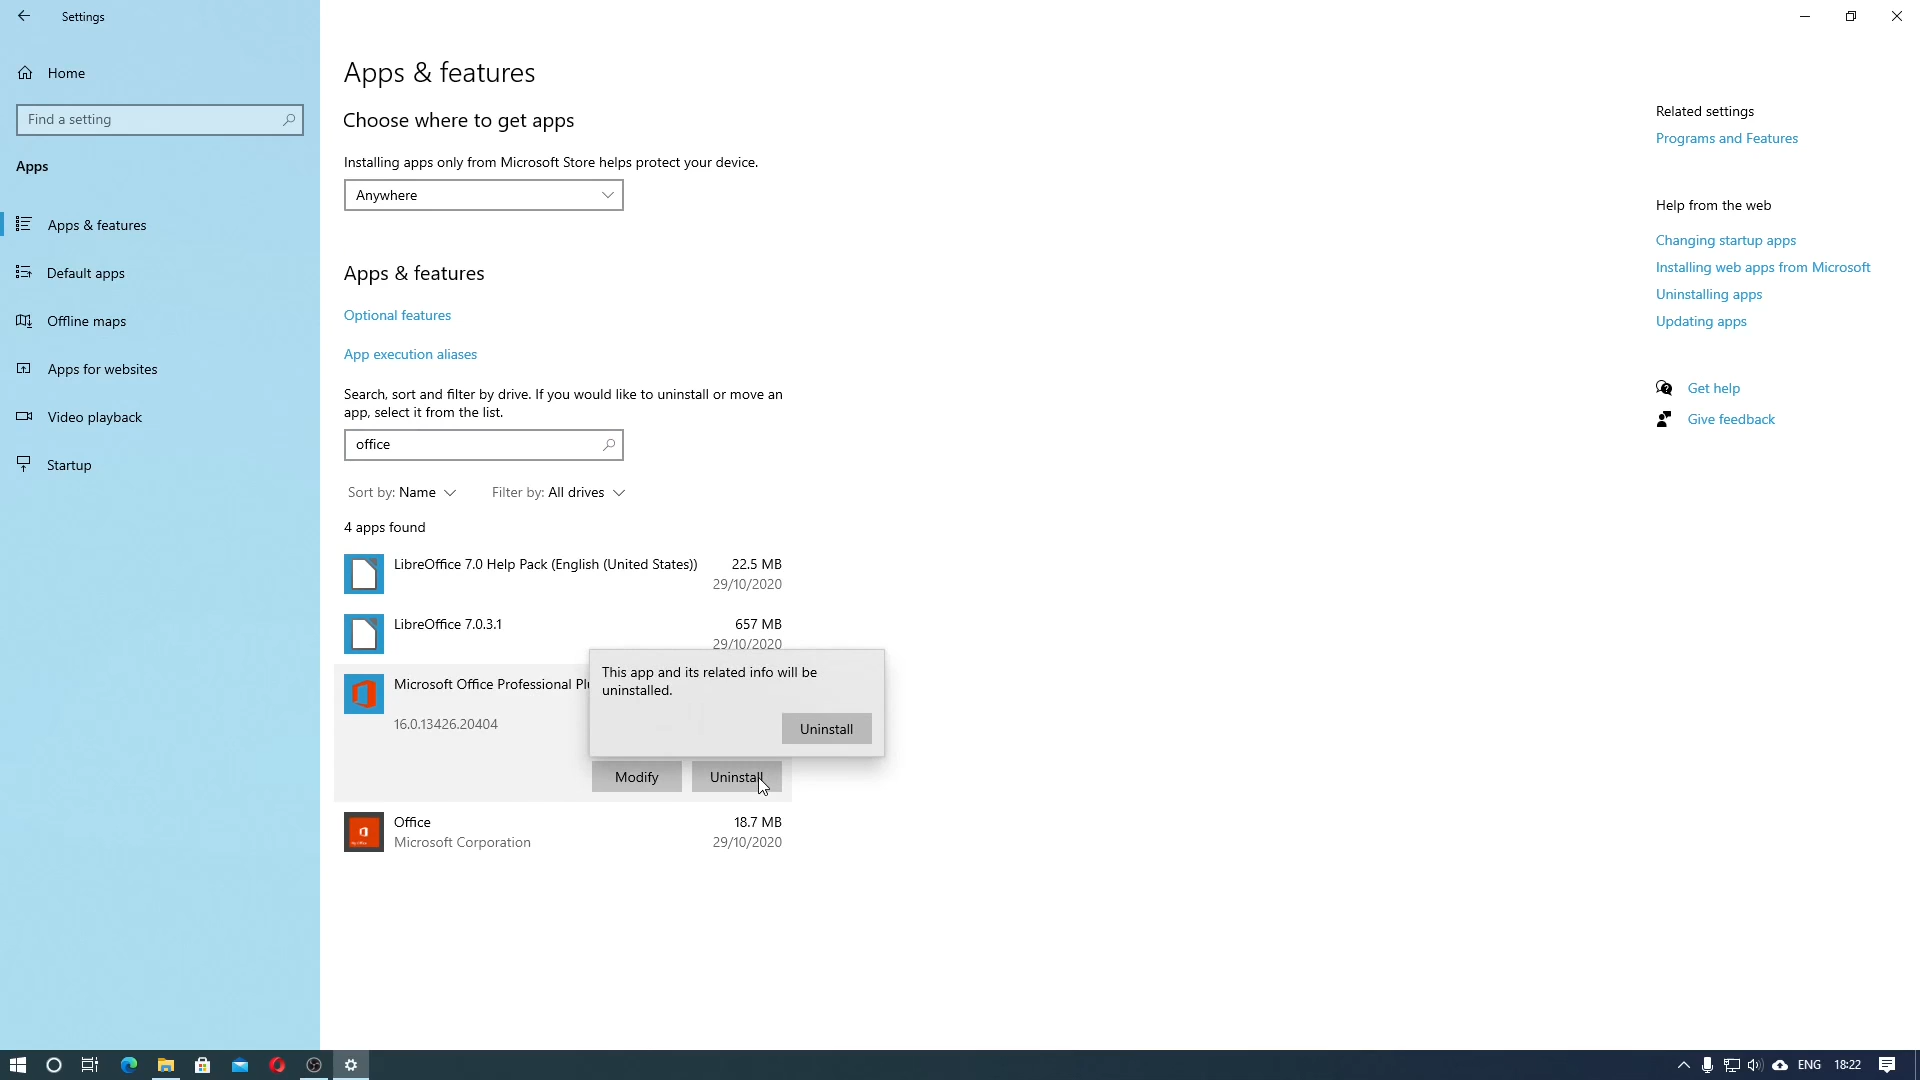 Settings
Home
Find a setting
Apps
Apps & features
Default apps
Offline maps
Apps for websites
Video playback
Startup
Apps & features
Choose where to get apps
Installing apps only from Microsoft Store helps protect your device.
Anywhere
Apps & features
Optional features
App execution aliases
Search, sort and filter by drive. If you would like to uninstall or move an
app, select it from the list.
office
Sort by: Name
Filter by: All drives
4 apps found
LibreOffice 7.0 Help Pack (English (United States))
22.5 MB
29/10/2020
LibreOffice 7.0.3.1
657 MB
29/10/2020
Microsoft Office Professional Plu
16.0.13426.20404
This app and its related info will be
uninstalled.
Uninstall
Modify
Uninstall
Office
18.7 MB
Microsoft Corporation
29/10/2020
Related settings
Programs and Features
Help from the web
Changing startup apps
Installing web apps from Microsoft
Uninstalling apps
Updating apps
Get help
Give feedback
ENG
18:22